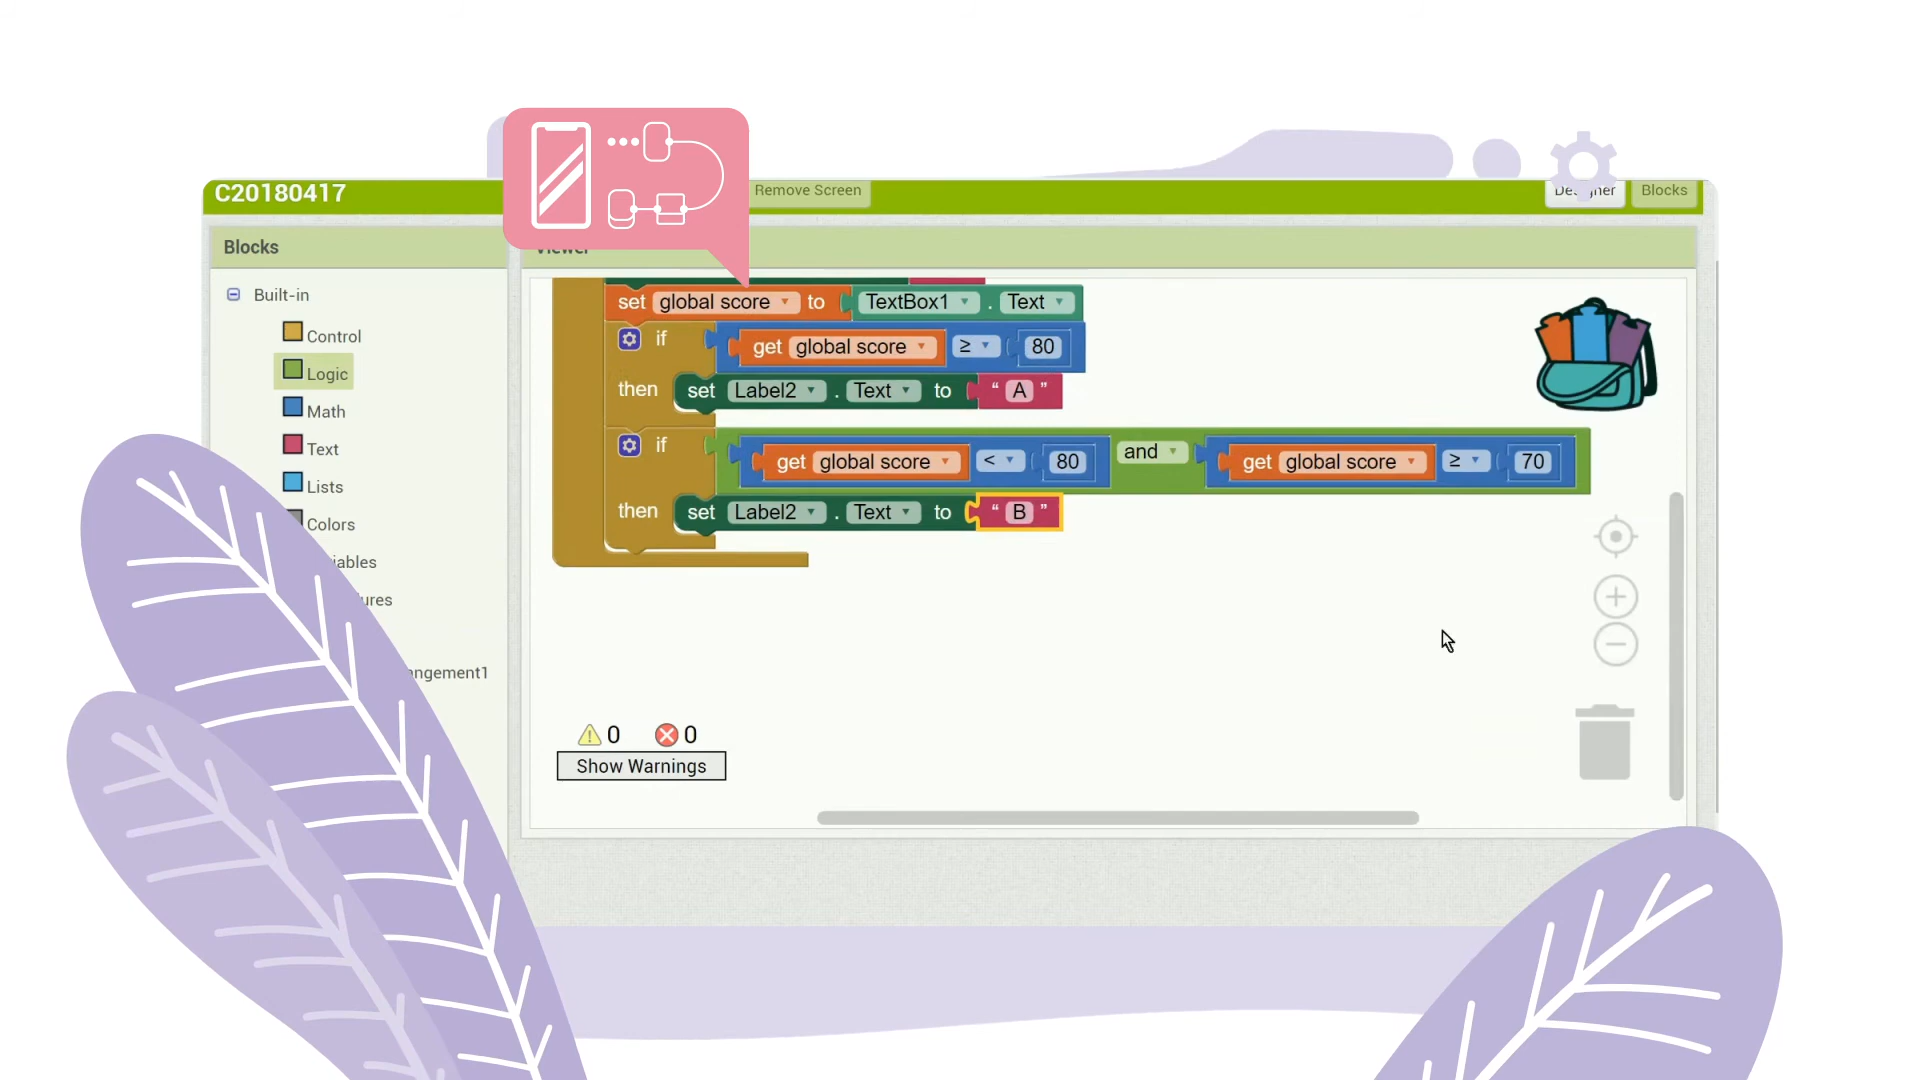 C20180417
Remove Screen
Blocks
Blocks
Built-in
Control
Logic
Math
Text
Lists
Colors
set global score to TextBox1 . Text
if get global score ≥ 80
then set Label2 . Text to “ A ”
if get global score < 80 and get global score ≥ 70
then set Label2 . Text to “ B ”
0 0
Show Warnings